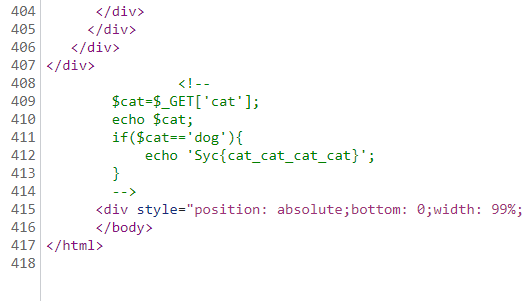 404 </div>
405 </div>
406 </div>
407 </div>
408 <!--
409 $cat=$_GET['cat'];
410 echo $cat;
411 if($cat=='dog'){
412 echo 'Syc{cat_cat_cat_cat}';
413 }
414 -->
415 <div style="position: absolute;bottom: 0;width: 99%;
416 </body>
417 </html>
418